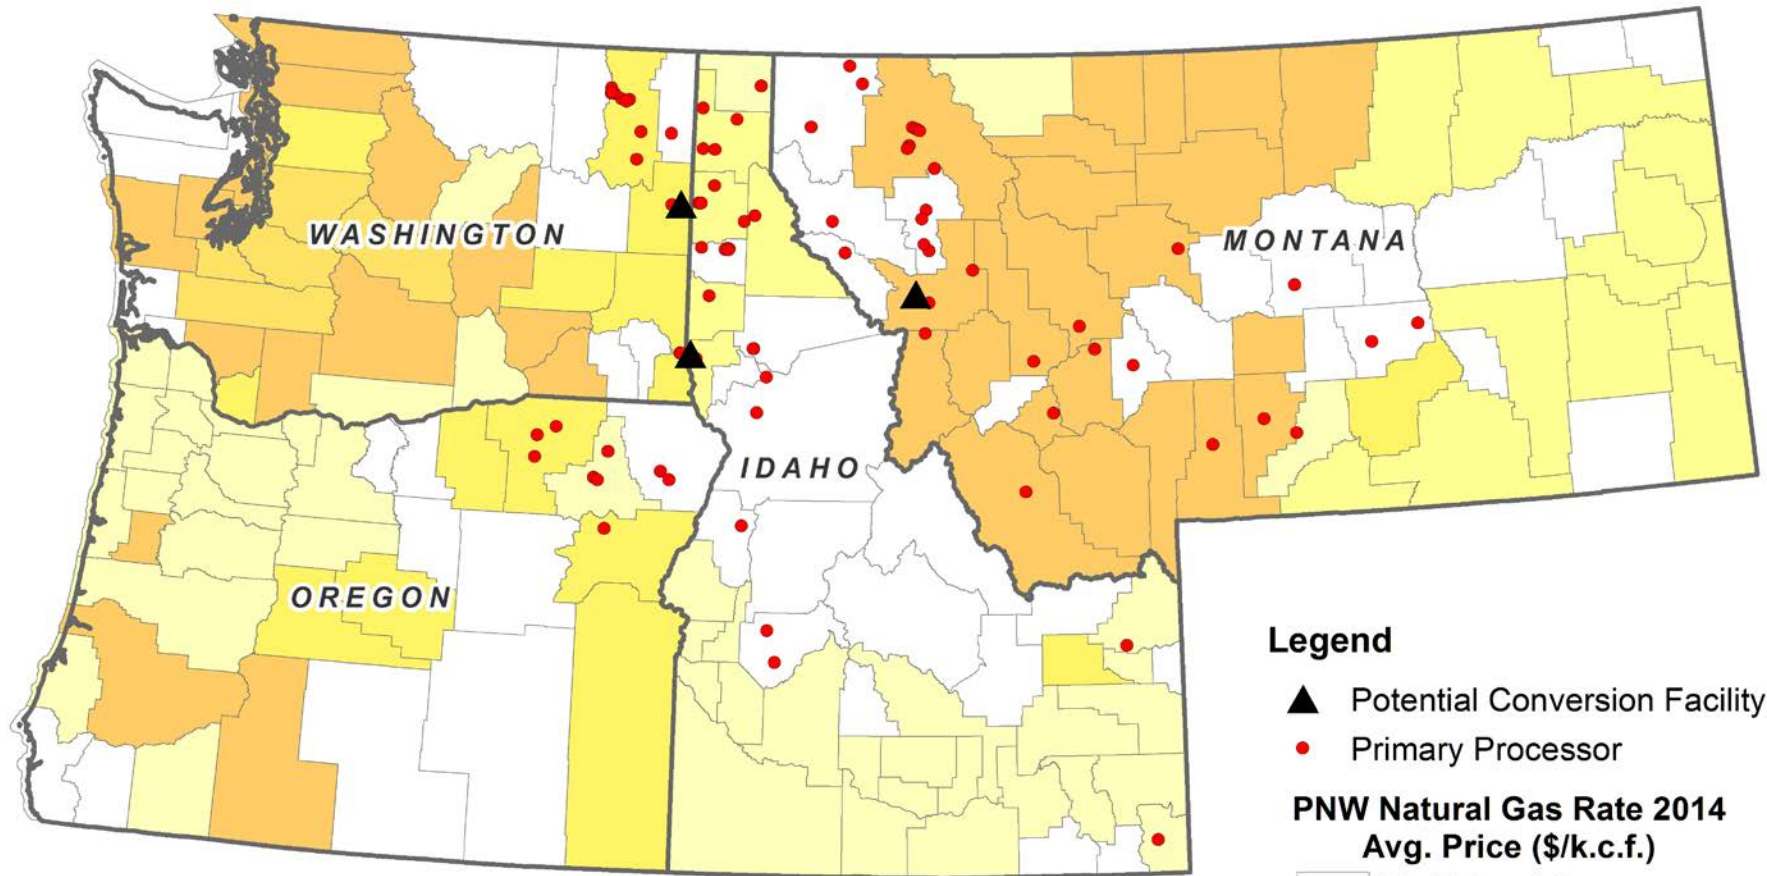 WASHINGTON
MONTANA
IDAHO
OREGON
Legend
Potential Conversion Facility
Primary Processor
PNW Natural Gas Rate 2014
Avg. Price ($/k.c.f.)